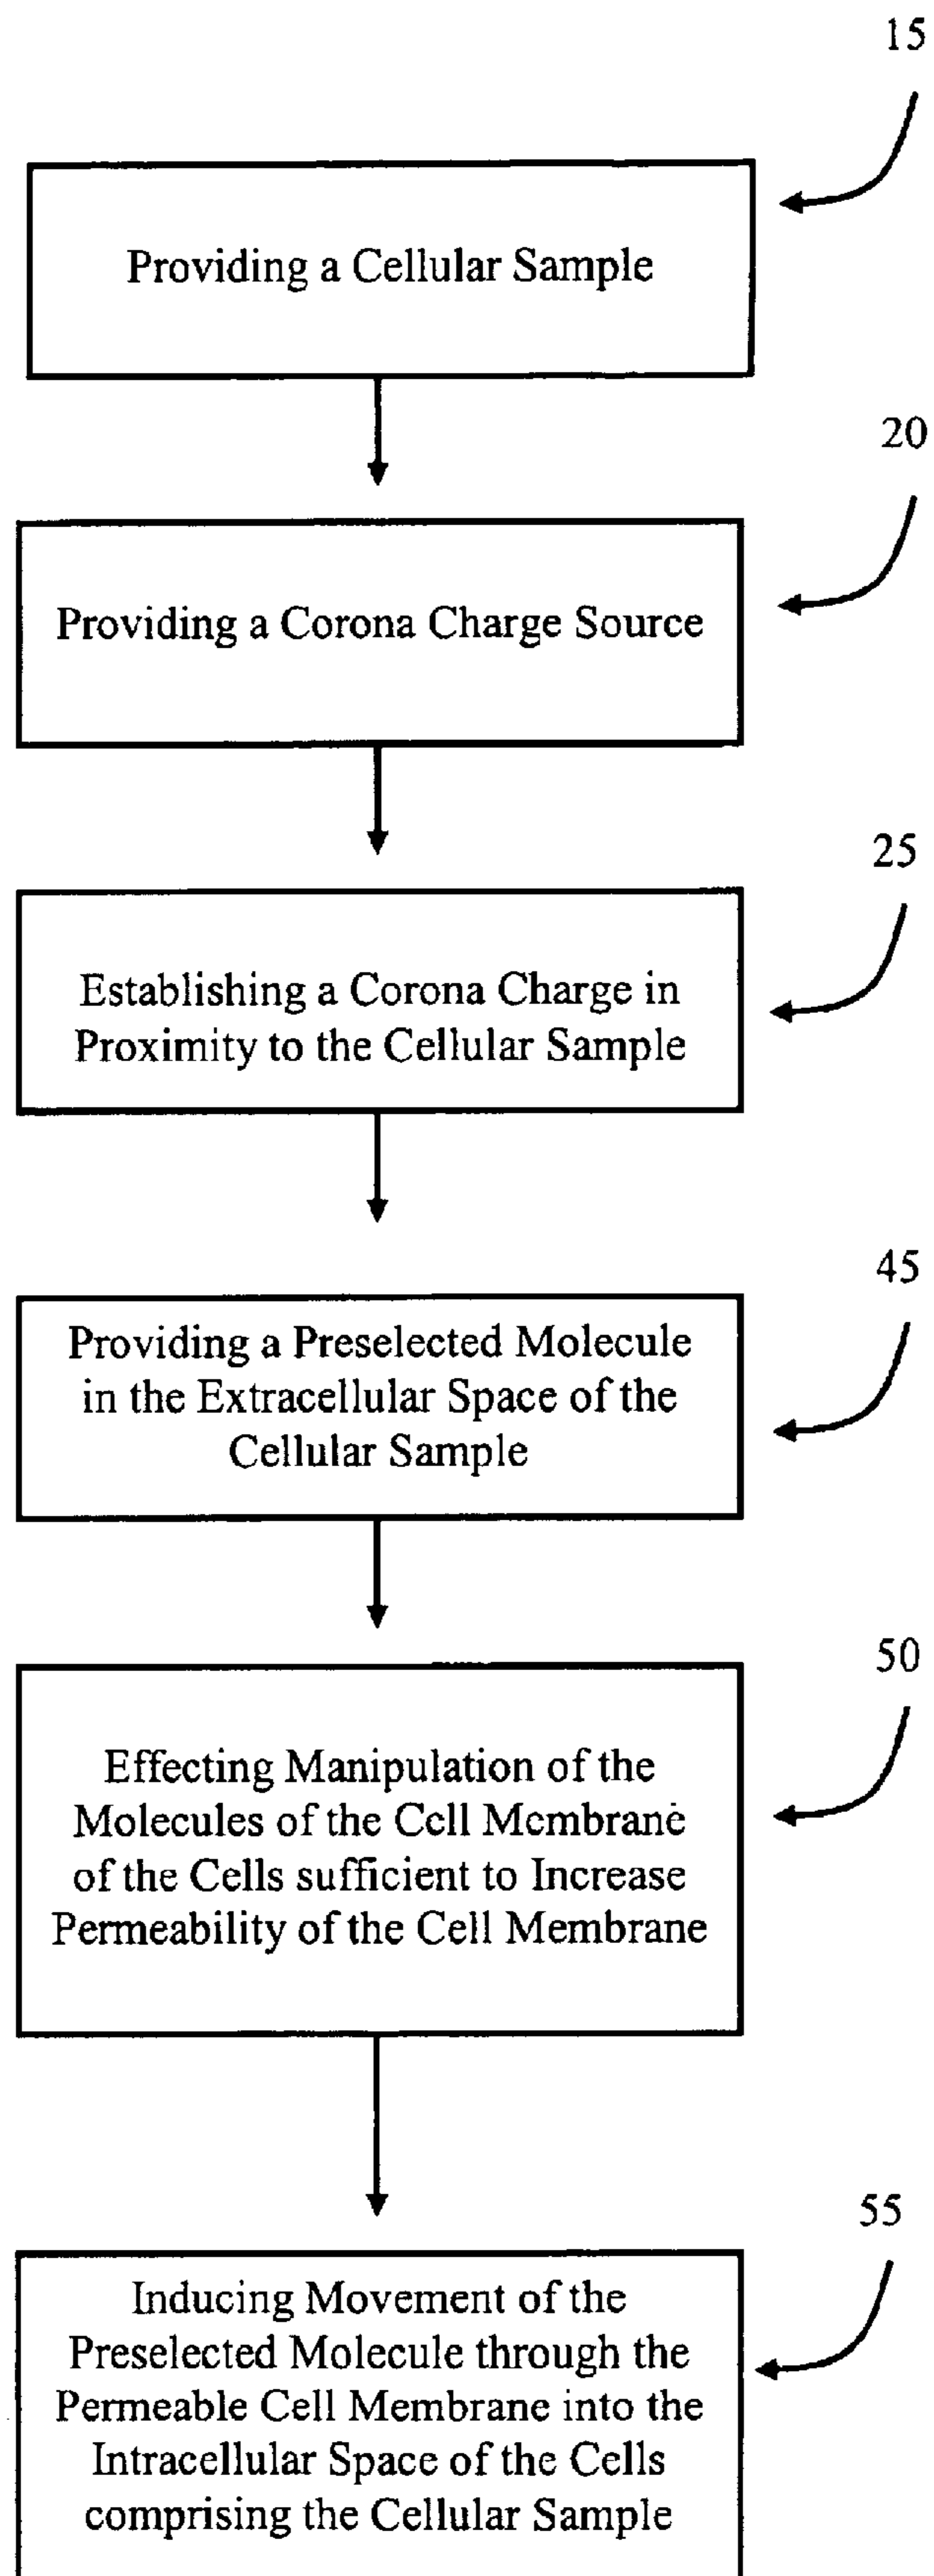 15
Providing a Cellular Sample
20
Providing a Corona Charge Source
25
Establishing a Corona Charge in
Proximity to the Cellular Sample
45
Providing a Preselected Molecule
in the Extracellular Space of the
Cellular Sample
50
Effecting Manipulation of the
Molecules of the Cell Membrane
of the Cells sufficient to Increase
Permeability of the Cell Membrane
55
Inducing Movement of the
Preselected Molecule through the
Permeable Cell Membrane into the
Intracellular Space of the Cells
comprising the Cellular Sample